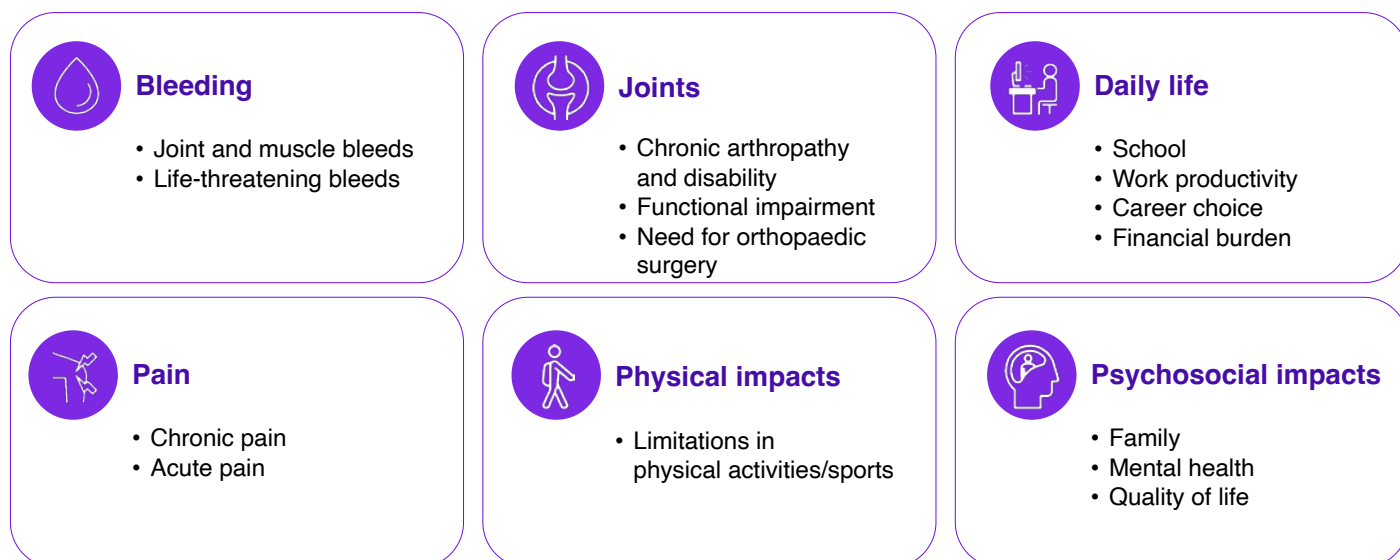 Bleeding
• Joint and muscle bleeds
• Life-threatening bleeds
Joints
• Chronic arthropathy
and disability
• Functional impairment
• Need for orthopaedic
surgery
Daily life
• School
• Work productivity
• Career choice
• Financial burden
Pain
• Chronic pain
• Acute pain
Physical impacts
• Limitations in
physical activities/sports
Psychosocial impacts
• Family
• Mental health
• Quality of life